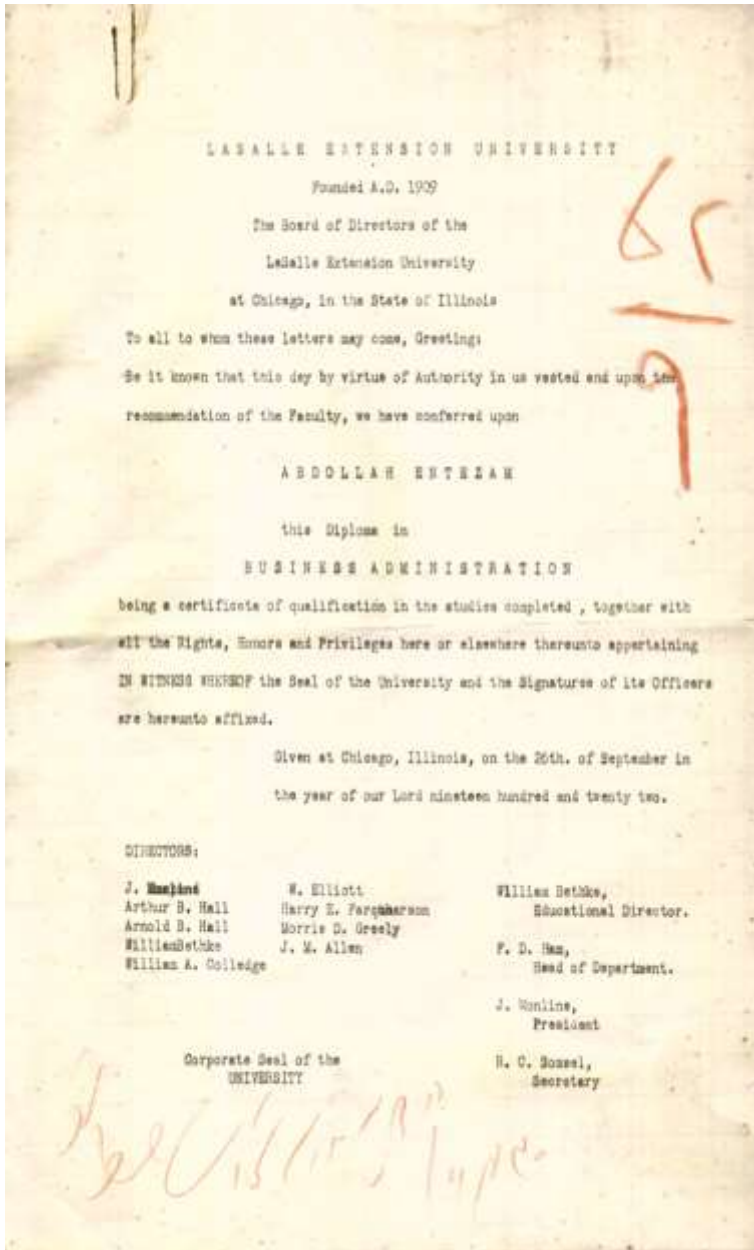 LASALLE EXTENSION UNIVERSITY
Founded A.D. 1909
The Board of Directors of the
LaSalle Extension University
at Chicago, in the State of Illinois
To all to whom these letters may come, Greeting:
Be it known that this day by virtue of Authority in us vested and upon the
recommendation of the Faculty, we have conferred upon
ABDOLLAH ENTEZAM
this Diploma in
BUSINESS ADMINISTRATION
being a certificate of qualification in the studies completed , together with
all the Rights, Honors and Privileges here or elsewhere thereunto appertaining
IN WITNESS WHEREOF the Seal of the University and the Signatures of its Officers
are hereunto affixed.
Given at Chicago, Illinois, on the 26th. of September in
the year of our Lord nineteen hundred and twenty two.
DIRECTORS:
J.
Arthur B. Hall
Arnold B. Hall
WilliamBethke
William A. Colledge
W. Elliott
Harry E. Farquharson
Morris D. Greely
J. M. Allen
William Bethke,
Educational Director.
F. D. Ham,
Head of Department.
J.
President
Secretary
Corporate Seal of the
UNIVERSITY